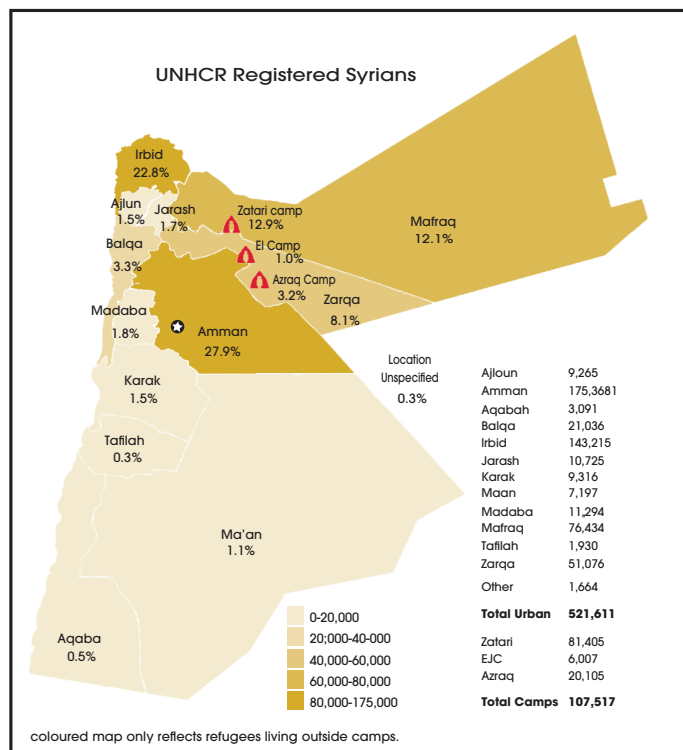 UNHCR Registered Syrians
Irbid
22.8%
Ajlun
1.5%
Jarash
1.7%
Zatari camp
12.9%
Mafraq
12.1%
El Camp
1.0%
Balqa
3.3%
Azraq Camp
3.2%
Zarqa
8.1%
Madaba
1.8%
Amman
27.9%
Location
Unspecified
0.3%
Karak
1.5%
Tafilah
0.3%
Ma'an
1.1%
Aqaba
0.5%
Ajloun 9,265
Amman 175,3681
Aqabah 3,091
Balqa 21,036
Irbid 143,215
Jarash 10,725
Karak 9,316
Maan 7,197
Madaba 11,294
Mafraq 76,434
Tafilah 1,930
Zarqa 51,076
Other 1,664
Total Urban 521,611
Zatari 81,405
EJC 6,007
Azraq 20,105
Total Camps 107,517
0-20,000
20;000-40-000
40,000-60,000
60,000-80,000
80,000-175,000
coloured map only reflects refugees living outside camps.